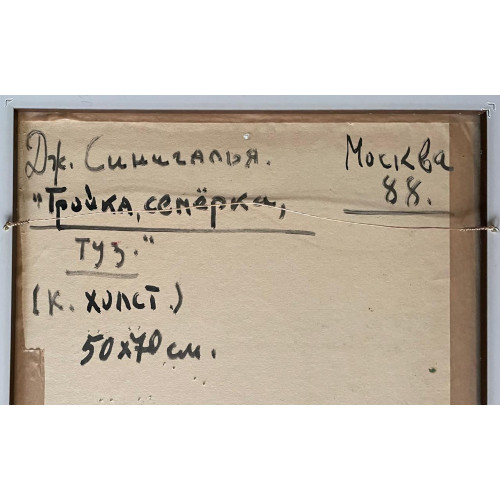 Дж. Синигалья.
Москва
88.
"Тройка, семёрка,
туз."
(к. холст.)
50х70 см.